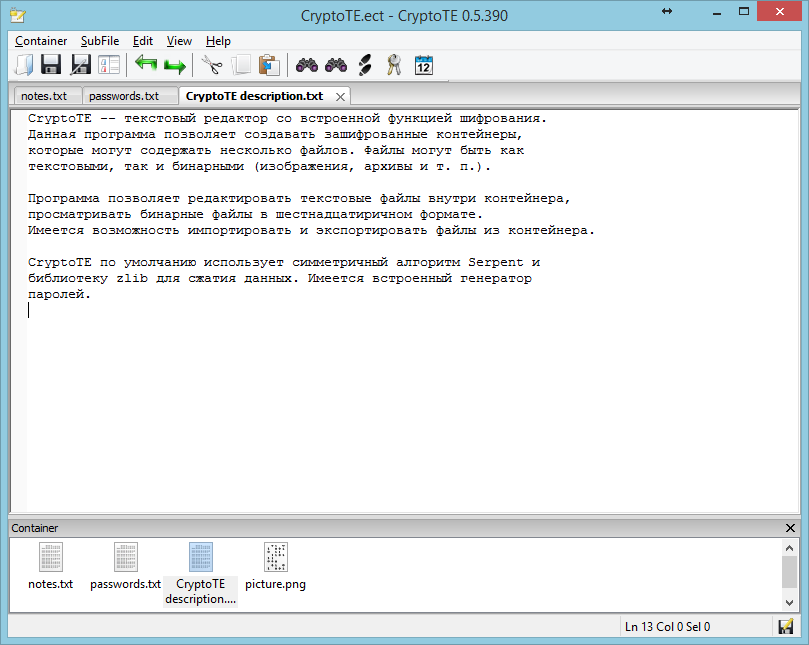 CryptoTE.ect - CryptoTE 0.5.390
Container SubFile Edit View Help
12
notes.txt passwords.txt CryptoTE description.txt
CryptoTE -- текстовый редактор со встроенной функцией шифрования.
Данная программа позволяет создавать зашифрованные контейнеры,
которые могут содержать несколько файлов. Файлы могут быть как
текстовыми, так и бинарными (изображения, архивы и т. п.).
Программа позволяет редактировать текстовые файлы внутри контейнера,
просматривать бинарные файлы в шестнадцатиричном формате.
Имеется возможность импортировать и экспортировать файлы из контейнера.
CryptoTE по умолчанию использует симметричный алгоритм Serpent и
библиотеку zlib для сжатия данных. Имеется встроенный генератор
паролей.
Container
notes.txt passwords.txt CryptoTE picture.png
description....
Ln 13 Col 0 Sel 0